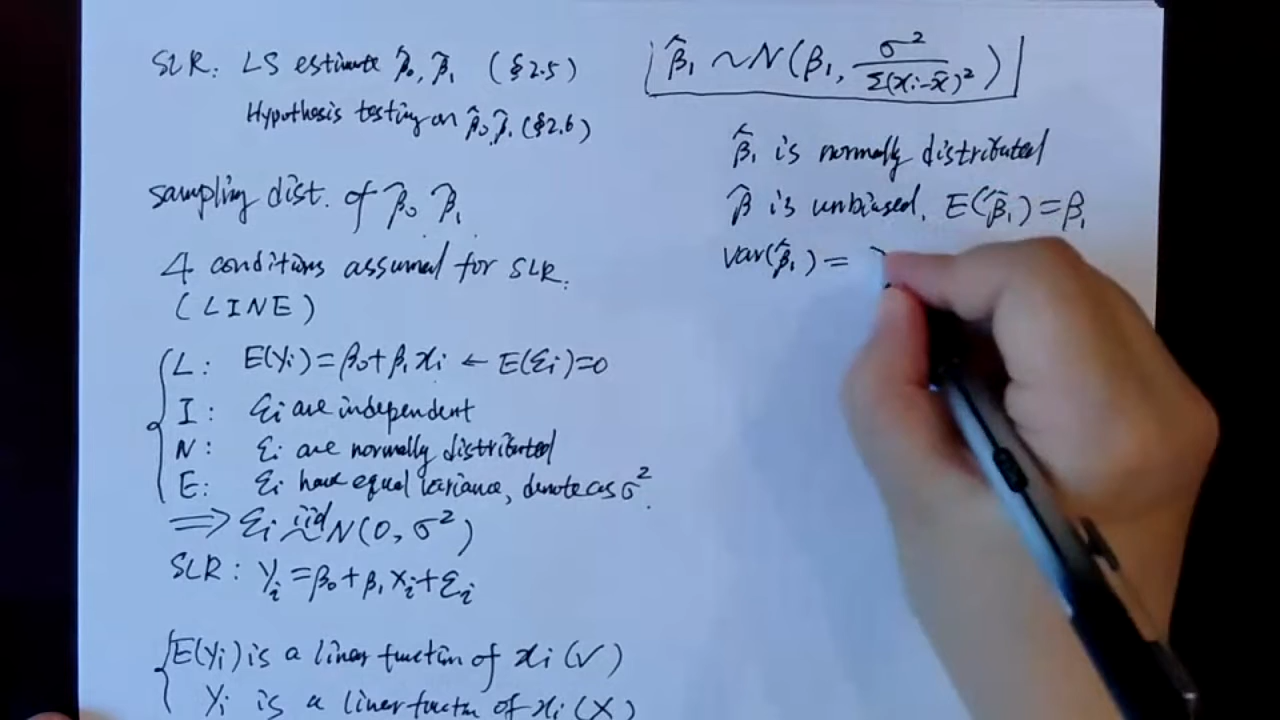 SLR: LS estimate β̂₀, β̂₁ (§2.5)
Hypothesis testing on β̂₀, β̂₁ (§2.6)
sampling dist. of β̂₀ β̂₁
4 conditions assumed for SLR.
(LINE)
L: E(Yi) = β₀ + β₁xi ← E(εi)=0
I: εi are independent
N: εi are normally distributed
E: εi have equal variance, denote as σ².
⟹ εi iid~ N(0, σ²)
SLR: Yi = β₀ + β₁xi + εi
E(Yi) is a linear function of xi (V)
Yi is a linear functn of xi (X)
β̂₁ ~ N(β₁, σ²/Σ(xi-x̄)²)
β̂₁ is normally distributed
β̂ is unbiased. E(β̂₁) = β₁
Var(β̂₁) =